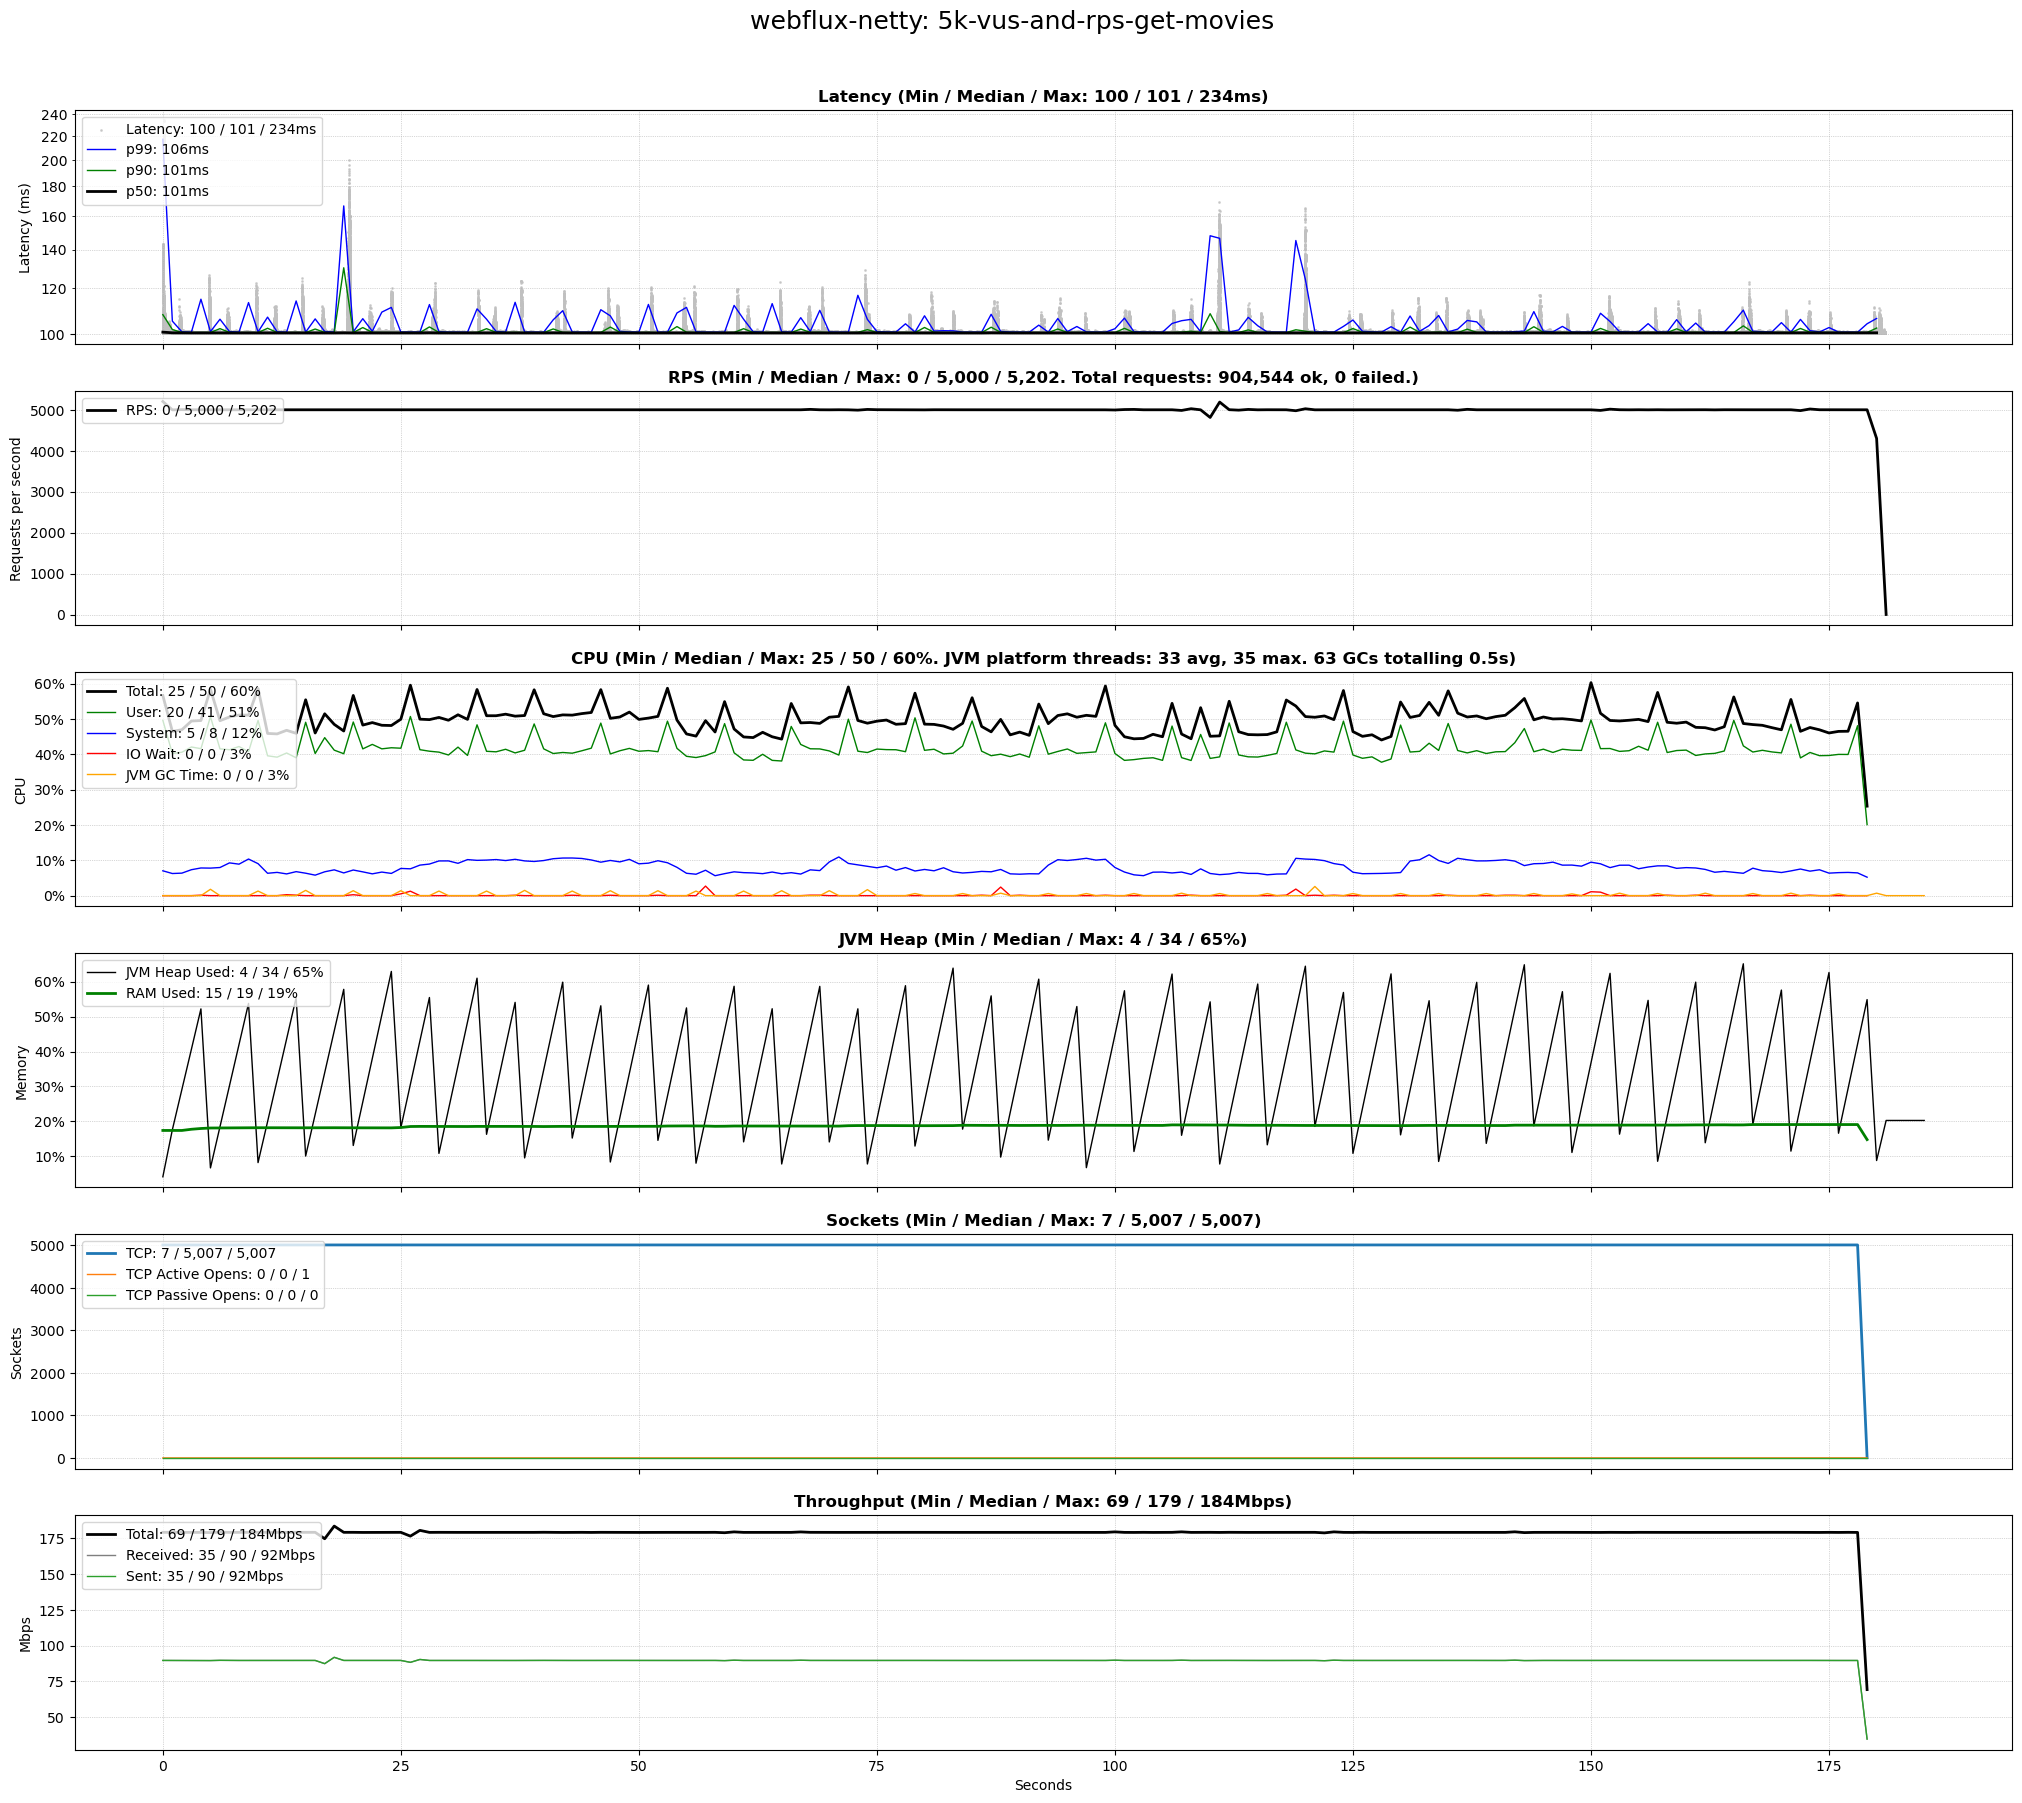 webflux-netty: 5k-vus-and-rps-get-movies
Latency (Min / Median / Max: 100 / 101 / 234ms)
Latency (ms)
240
220
200
180
160
140
120
100
Latency: 100 / 101 / 234ms
p99: 106ms
p90: 101ms
p50: 101ms
RPS (Min / Median / Max: 0 / 5,000 / 5,202. Total requests: 904,544 ok, 0 failed.)
Requests per second
5000
4000
3000
2000
1000
0
RPS: 0 / 5,000 / 5,202
CPU (Min / Median / Max: 25 / 50 / 60%. JVM platform threads: 33 avg, 35 max. 63 GCs totalling 0.5s)
CPU
60%
50%
40%
30%
20%
10%
0%
Total: 25 / 50 / 60%
User: 20 / 41 / 51%
System: 5 / 8 / 12%
IO Wait: 0 / 0 / 3%
JVM GC Time: 0 / 0 / 3%
JVM Heap (Min / Median / Max: 4 / 34 / 65%)
Memory
60%
50%
40%
30%
20%
10%
JVM Heap Used: 4 / 34 / 65%
RAM Used: 15 / 19 / 19%
Sockets (Min / Median / Max: 7 / 5,007 / 5,007)
Sockets
5000
4000
3000
2000
1000
0
TCP: 7 / 5,007 / 5,007
TCP Active Opens: 0 / 0 / 1
TCP Passive Opens: 0 / 0 / 0
Throughput (Min / Median / Max: 69 / 179 / 184Mbps)
Mbps
175
150
125
100
75
50
Total: 69 / 179 / 184Mbps
Received: 35 / 90 / 92Mbps
Sent: 35 / 90 / 92Mbps
0 25 50 75 100 125 150 175
Seconds